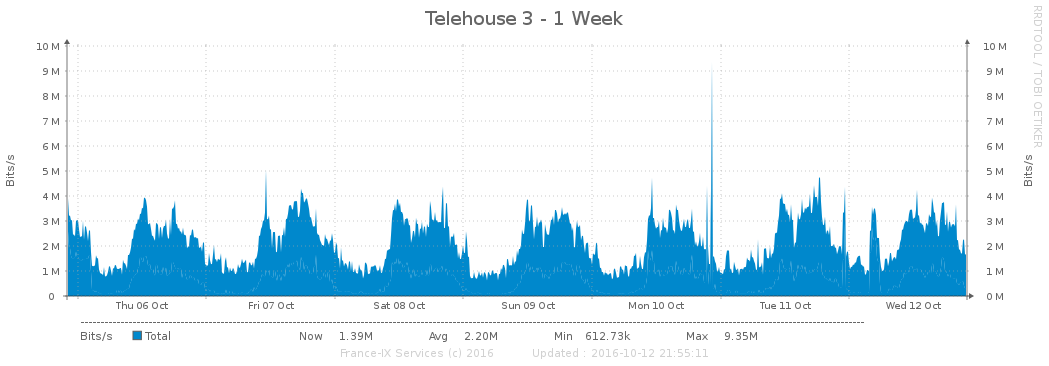 Telehouse 3 - 1 Week
RRDTOOL / TOBI OETIKER
Bits/s
10 M
9 M
8 M
7 M
6 M
5 M
4 M
3 M
2 M
1 M
0
10 M
9 M
8 M
7 M
6 M
5 M
4 M
3 M
2 M
1 M
0 M
Bits/s
Thu 06 Oct Fri 07 Oct Sat 08 Oct Sun 09 Oct Mon 10 Oct Tue 11 Oct Wed 12 Oct
Bits/s Total Now 1.39M Avg 2.20M Min 612.73k Max 9.35M
France-IX Services (c) 2016 Updated : 2016-10-12 21:55:11